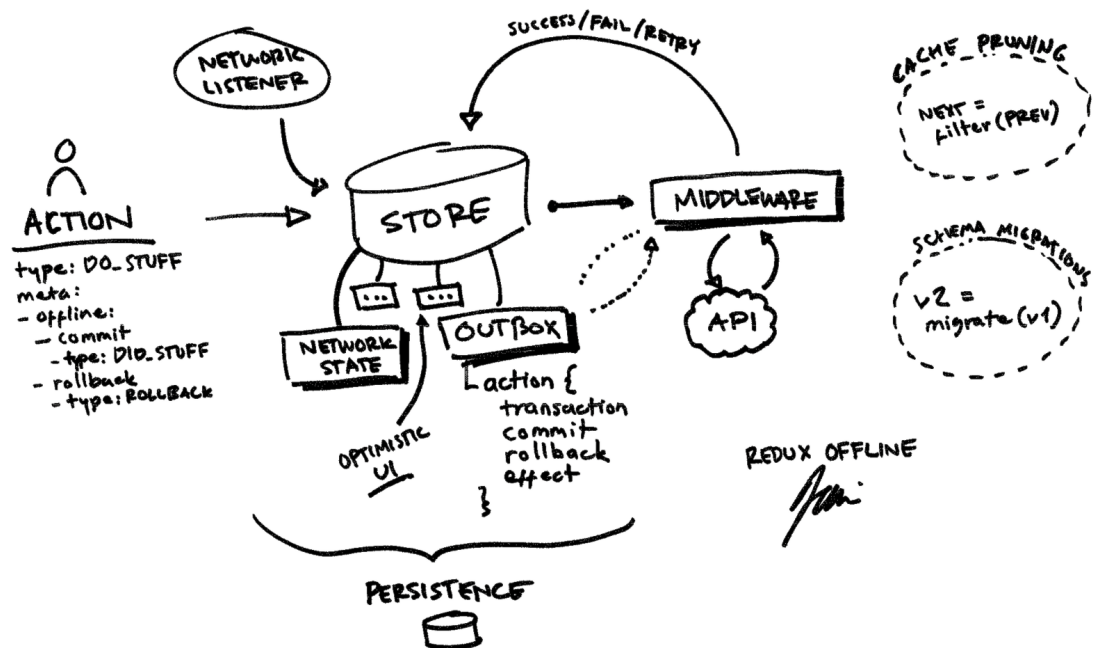 SUCCESS/FAIL/RETRY
NETWORK
LISTENER
CACHE PRUNING
NEXT =
filter(PREV)
ACTION
type: DO_STUFF
meta:
- offline:
- commit
- type: DID_STUFF
- rollback
- type: ROLLBACK
STORE
MIDDLEWARE
API
SCHEMA MIGRATIONS
v2 =
migrate(v1)
...
...
NETWORK
STATE
OUTBOX
action {
transaction
commit
rollback
effect
}
OPTIMISTIC
UI
REDUX OFFLINE
PERSISTENCE